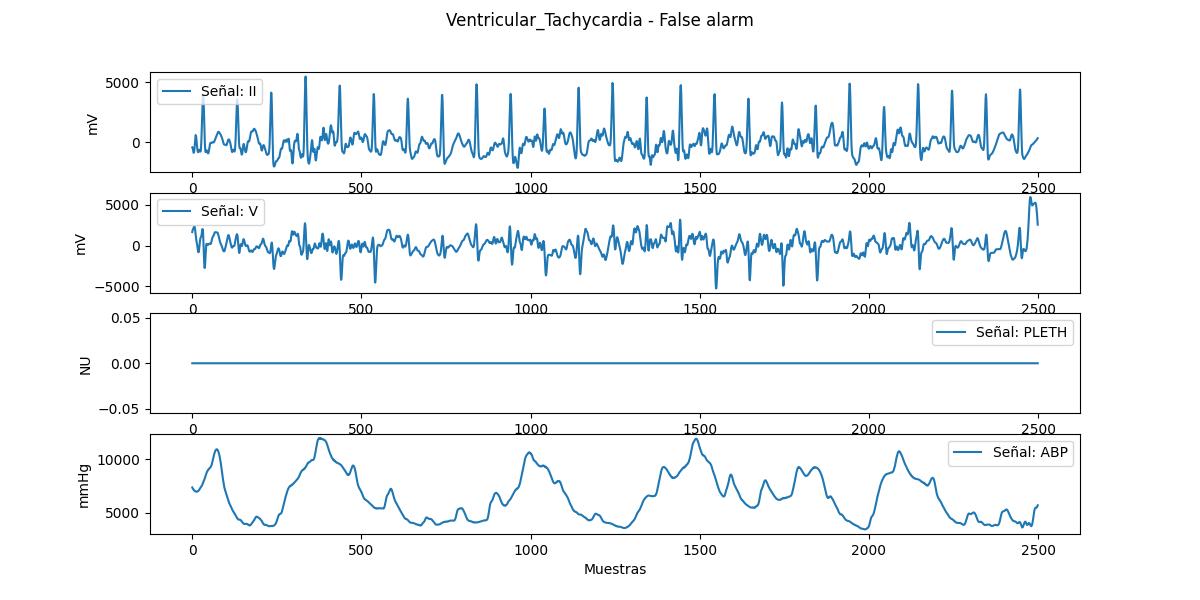 Ventricular_Tachycardia - False alarm
5000
0
mV
Señal: II
0 500 1000 1500 2000 2500
5000
0
−5000
mV
Señal: V
0 500 1000 1500 2000 2500
0.05
0.00
−0.05
NU
Señal: PLETH
0 500 1000 1500 2000 2500
10000
5000
mmHg
Señal: ABP
0 500 1000 1500 2000 2500
Muestras